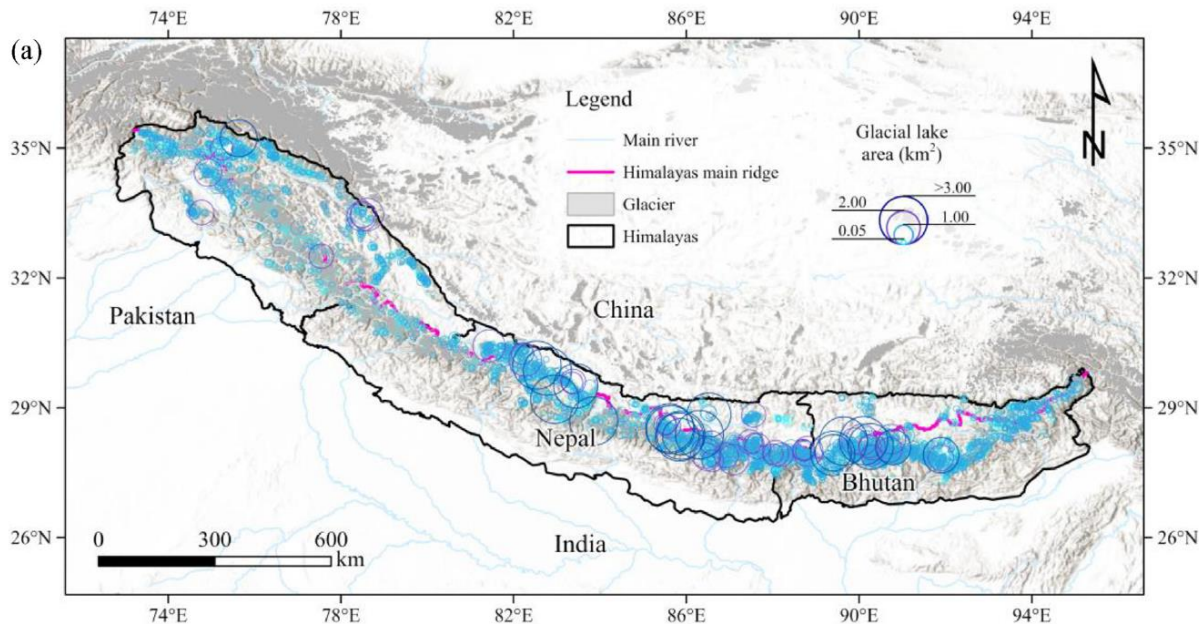 74°E 78°E 82°E 86°E 90°E 94°E
(a)
Legend
Main river
Himalayas main ridge
Glacier
Himalayas
Glacial lake
area (km²)
>3.00
2.00
1.00
0.05
N
35°N 35°N
32°N 32°N
Pakistan
China
29°N 29°N
Nepal
Bhutan
26°N 26°N
India
0 300 600
km
74°E 78°E 82°E 86°E 90°E 94°E